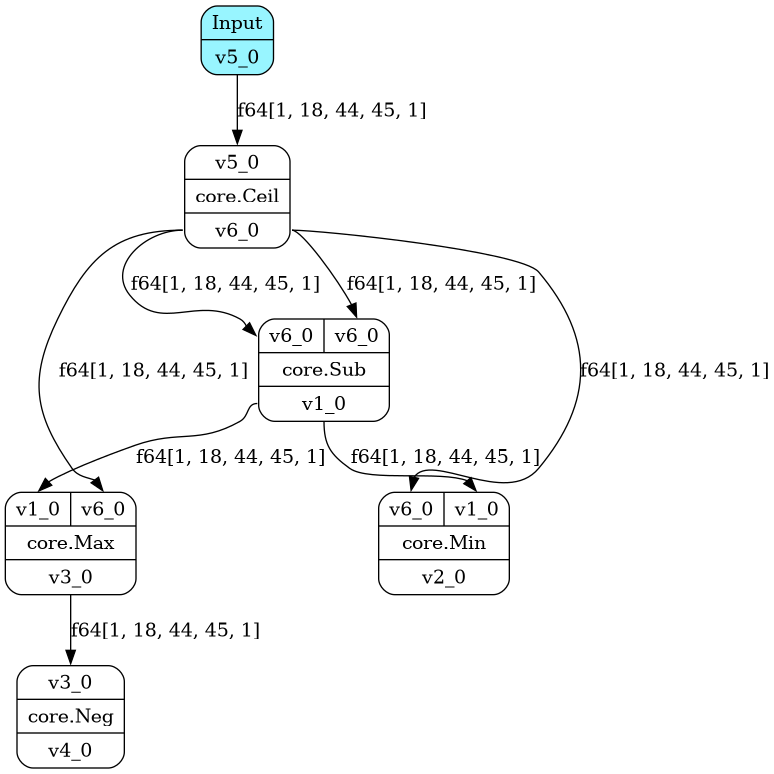 Input
v5_0
f64[1, 18, 44, 45, 1]
v5_0
core.Ceil
v6_0
f64[1, 18, 44, 45, 1] f64[1, 18, 44, 45, 1]
v6_0 v6_0
f64[1, 18, 44, 45, 1] core.Sub f64[1, 18, 44, 45, 1]
v1_0
f64[1, 18, 44, 45, 1] f64[1, 18, 44, 45, 1]
v1_0 v6_0 v6_0 v1_0
core.Max core.Min
v3_0 v2_0
f64[1, 18, 44, 45, 1]
v3_0
core.Neg
v4_0